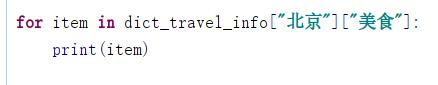 for item in dict_travel_info["北京"]["美食"]:
    print(item)